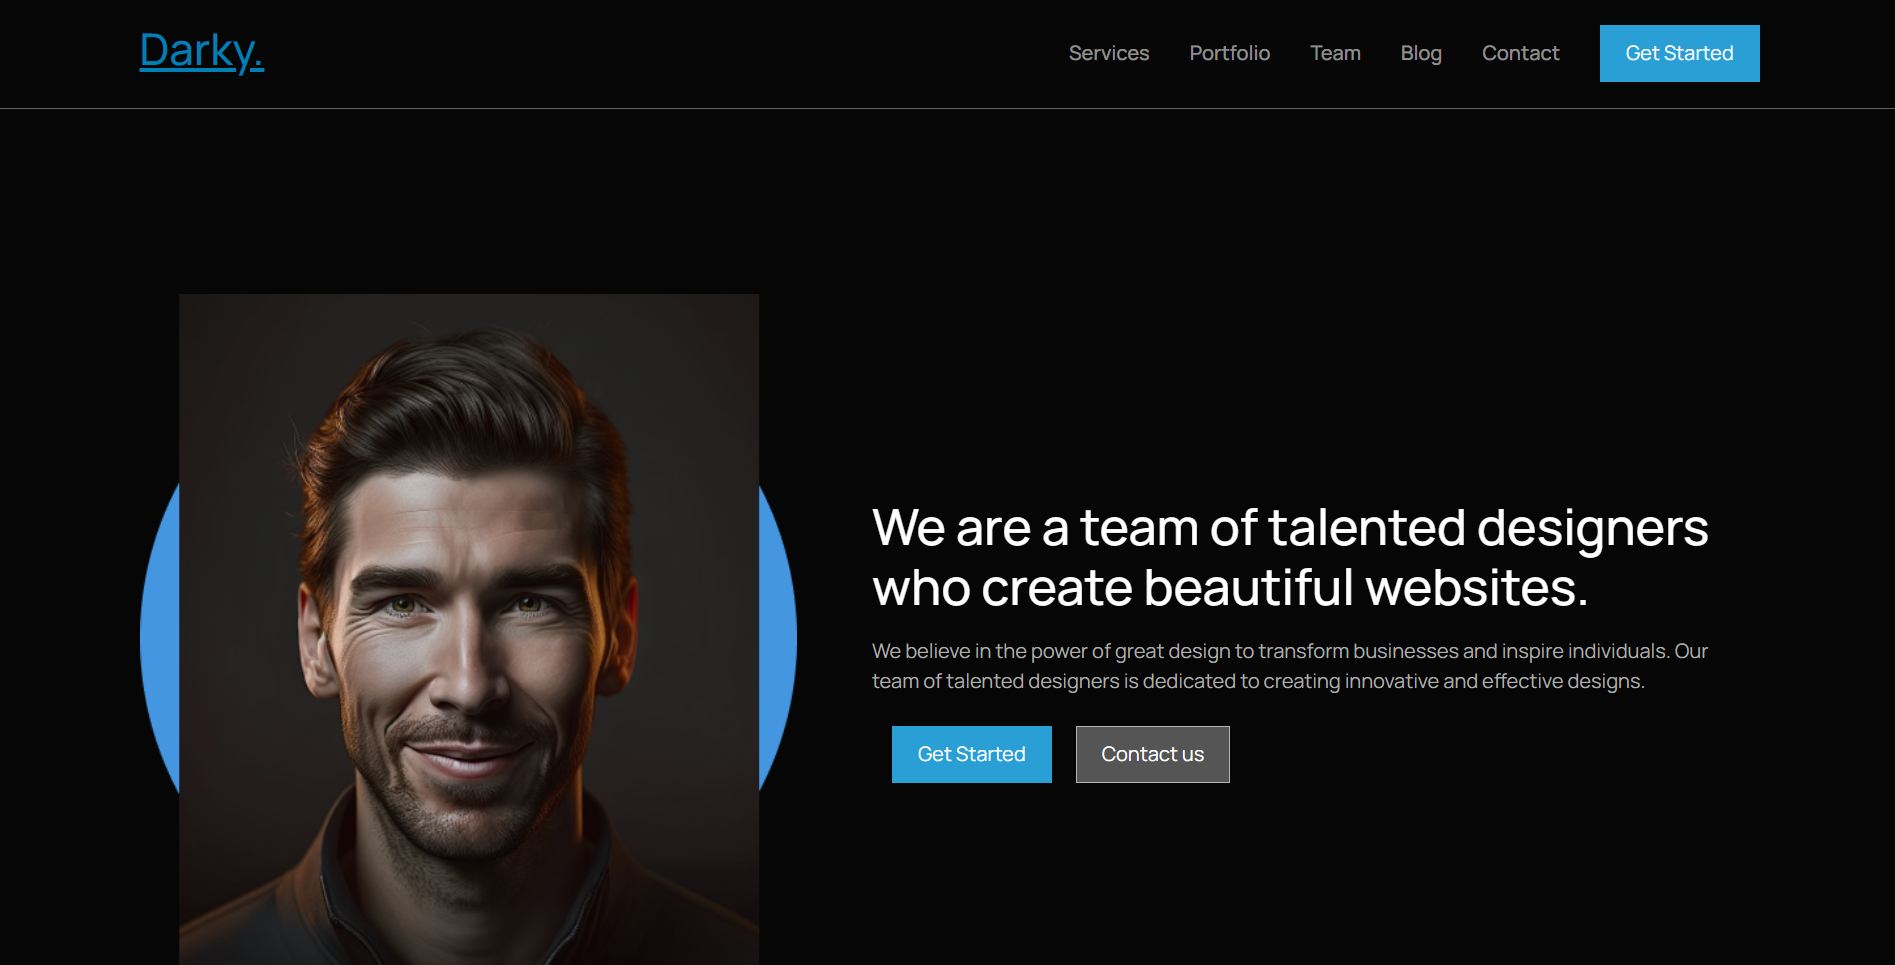 Darky.
Services
Portfolio
Team
Blog
Contact
Get Started
We are a team of talented designers
who create beautiful websites.
We believe in the power of great design to transform businesses and inspire individuals. Our
team of talented designers is dedicated to creating innovative and effective designs.
Get Started
Contact us